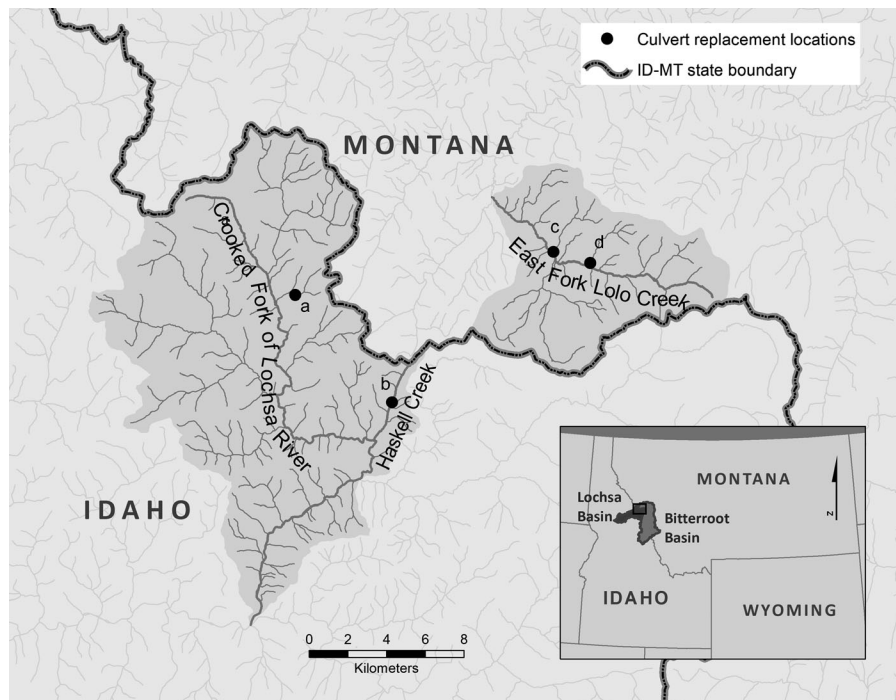 Culvert replacement locations
ID-MT state boundary
MONTANA
c
d
East Fork Lolo Creek
Crooked Fork of Lochsa River
a
b
Haskell Creek
IDAHO
0 2 4 6 8
Kilometers
MONTANA
Lochsa
Basin
Bitterroot
Basin
N
IDAHO
WYOMING